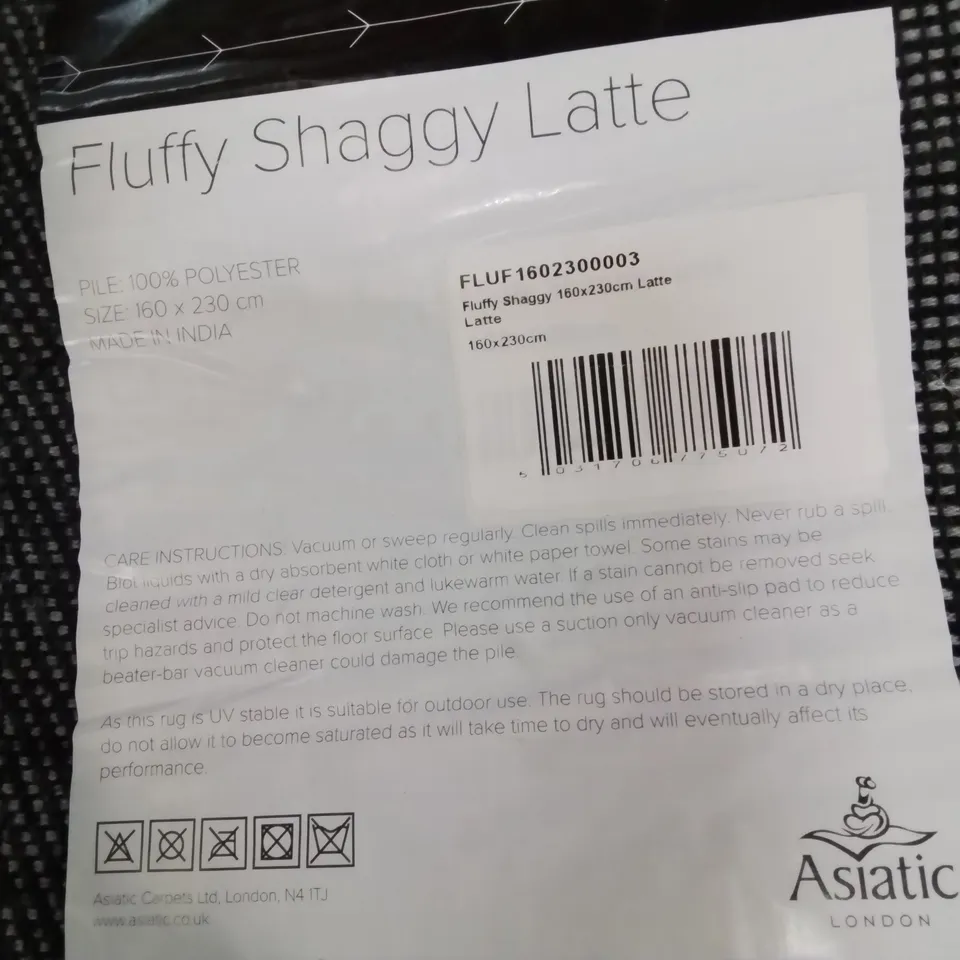 Fluffy Shaggy Latte
PILE: 100% POLYESTER
SIZE: 160 x 230 cm
MADE IN INDIA
FLUF1602300003
Fluffy Shaggy 160x230cm Latte
Latte
160x230cm
CARE INSTRUCTIONS: Vacuum or sweep regularly. Clean spills immediately. Never rub a spill.
Blot liquids with a dry absorbent white cloth or white paper towel. Some stains may be
cleaned with a mild clear detergent and lukewarm water. If a stain cannot be removed seek
specialist advice. Do not machine wash. We recommend the use of an anti-slip pad to reduce
trip hazards and protect the floor surface. Please use a suction only vacuum cleaner as a
beater-bar vacuum cleaner could damage the pile.
As this rug is UV stable it is suitable for outdoor use. The rug should be stored in a dry place,
do not allow it to become saturated as it will take time to dry and will eventually affect its
performance.
Asiatic Carpets Ltd, London, N4 1TJ
www.asiatic.co.uk
Asiatic
LONDON